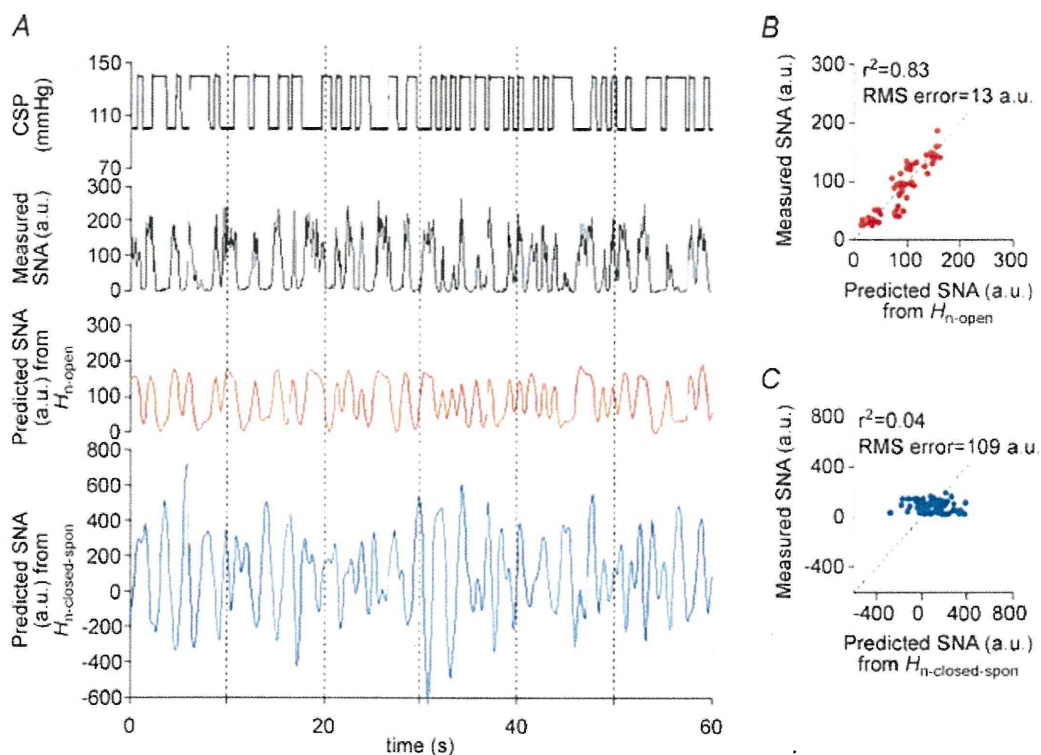 A
CSP
(mmHg)
150
110
70
Measured
SNA (a.u.)
300
200
100
0
Predicted SNA
(a.u.) from
Hn-open
300
200
100
0
Predicted SNA
(a.u.) from
Hn-closed-spon
800
600
400
200
0
-200
-400
-600
0 10 20 30 40 50 60
time (s)
B
Measured SNA (a.u.)
300
200
100
0
r²=0.83
RMS error=13 a.u.
0 100 200 300
Predicted SNA (a.u.)
from Hn-open
C
Measured SNA (a.u.)
800
400
0
-400
r²=0.04
RMS error=109 a.u.
-400 0 400 800
Predicted SNA (a.u.)
from Hn-closed-spon